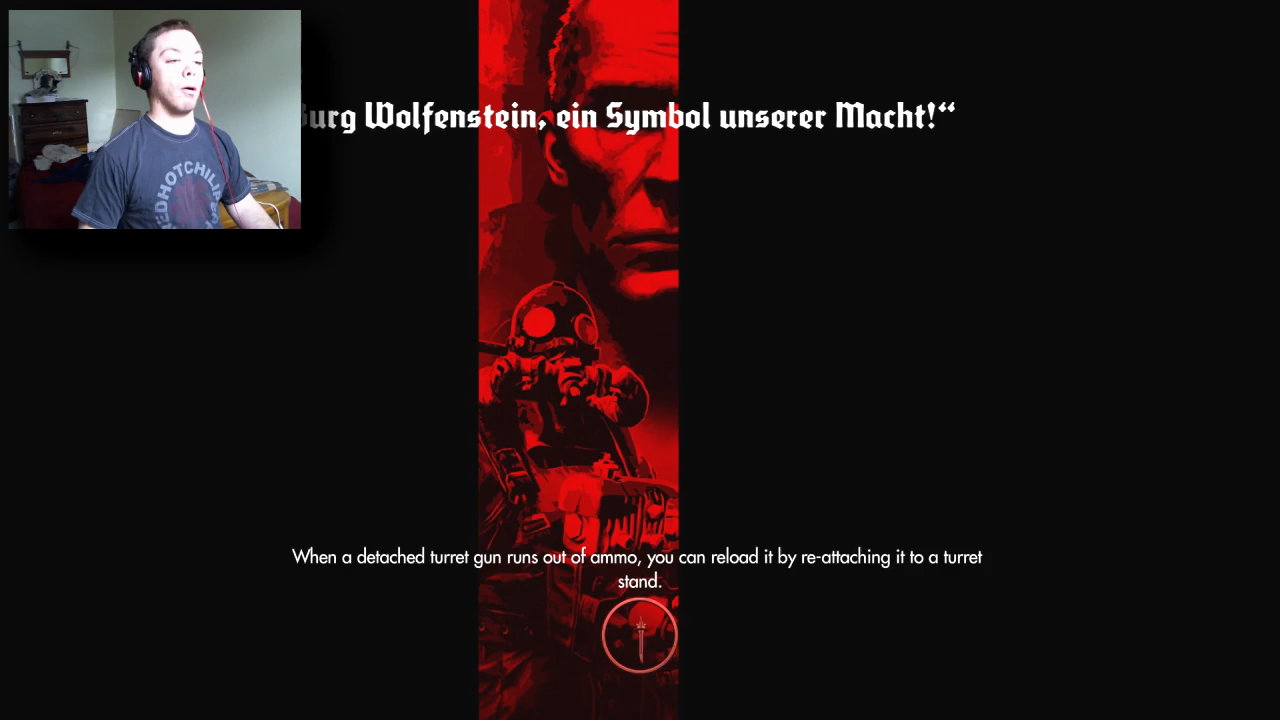 urg Wolfenstein, ein Symbol unserer Macht!“
EDHOTCHILI
When a detached turret gun runs out of ammo, you can reload it by re-attaching it to a turret
stand.